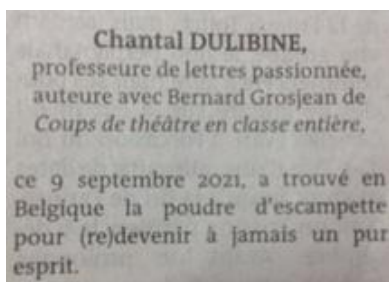 Chantal DULIBINE,
professeure de lettres passionnée,
auteure avec Bernard Grosjean de
Coups de théâtre en classe entière,
ce 9 septembre 2021, a trouvé en
Belgique la poudre d'escampette
pour (re)devenir à jamais un pur
esprit.